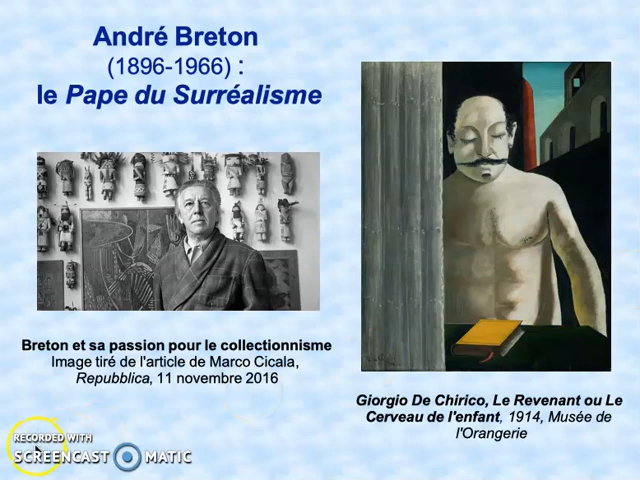 André Breton
(1896-1966) :
le Pape du Surréalisme
Breton et sa passion pour le collectionnisme
Image tiré de l'article de Marco Cicala,
Repubblica, 11 novembre 2016
Giorgio De Chirico, Le Revenant ou Le
Cerveau de l'enfant, 1914, Musée de
l'Orangerie
RECORDED WITH
SCREENCAST MATIC